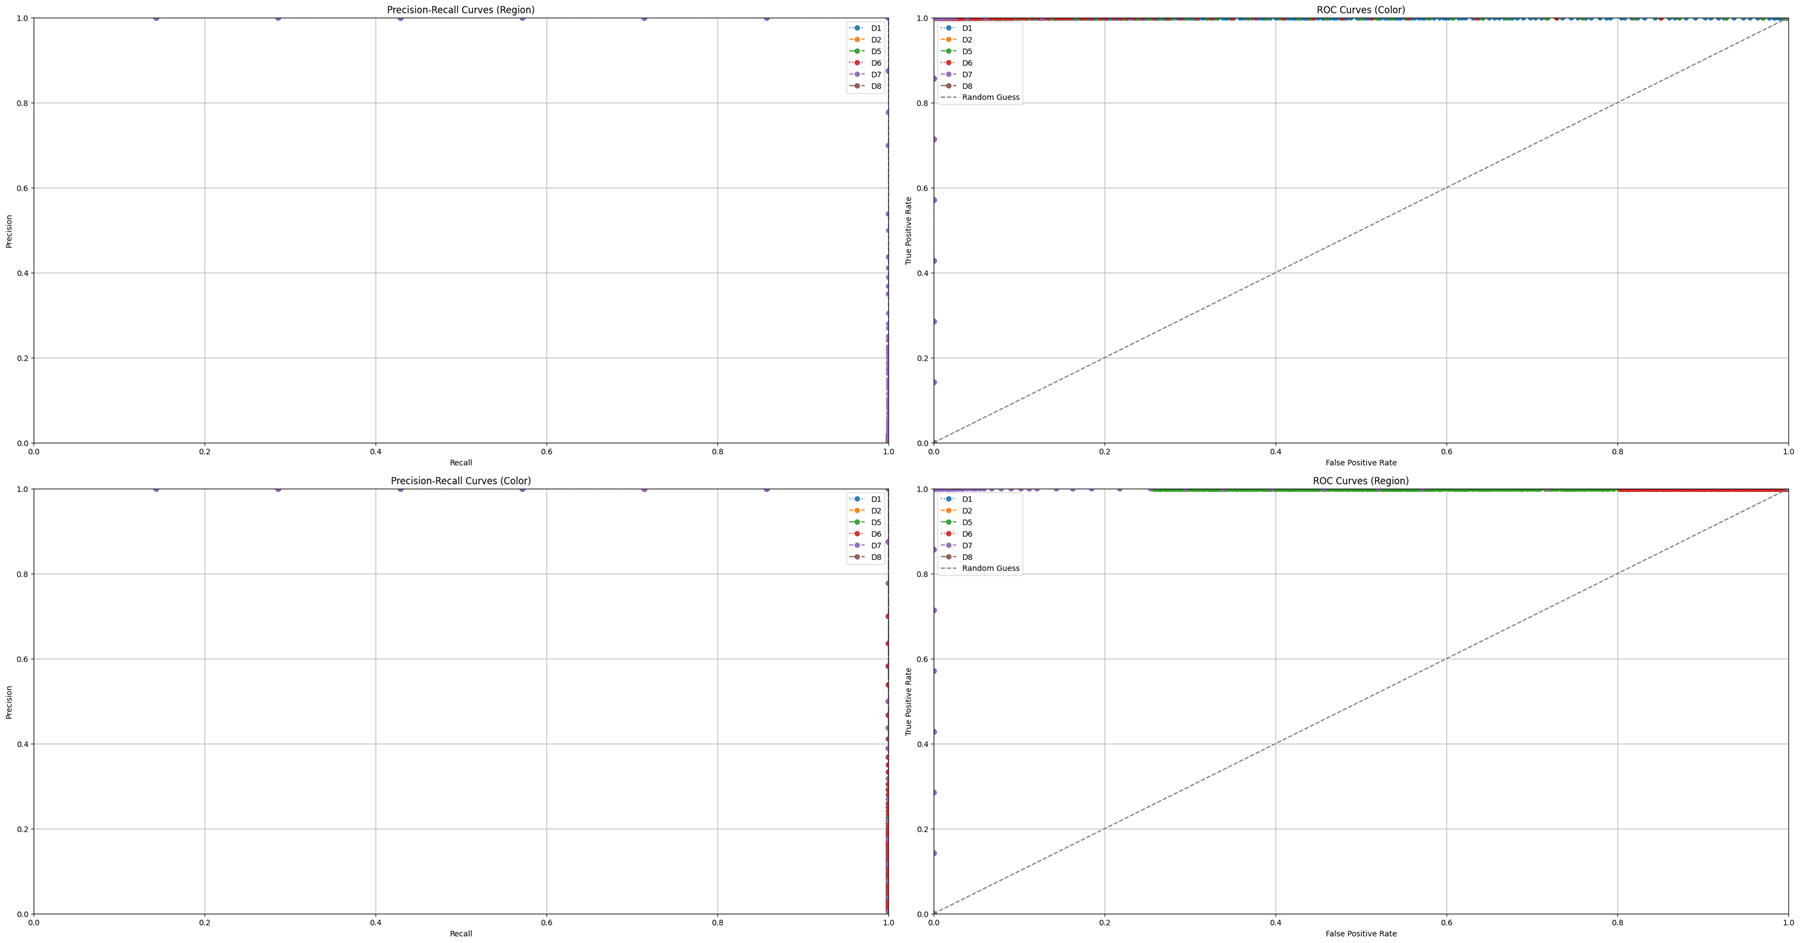 Precision-Recall Curves (Region)
1.0
0.8
0.6
0.4
0.2
0.0
Precision
0.0 0.2 0.4 0.6 0.8 1.0
Recall
D1
D2
D5
D6
D7
D8
ROC Curves (Color)
1.0
0.8
0.6
0.4
0.2
0.0
True Positive Rate
0.0 0.2 0.4 0.6 0.8 1.0
False Positive Rate
D1
D2
D5
D6
D7
D8
Random Guess
Precision-Recall Curves (Color)
1.0
0.8
0.6
0.4
0.2
0.0
Precision
0.0 0.2 0.4 0.6 0.8 1.0
Recall
D1
D2
D5
D6
D7
D8
ROC Curves (Region)
1.0
0.8
0.6
0.4
0.2
0.0
True Positive Rate
0.0 0.2 0.4 0.6 0.8 1.0
False Positive Rate
D1
D2
D5
D6
D7
D8
Random Guess